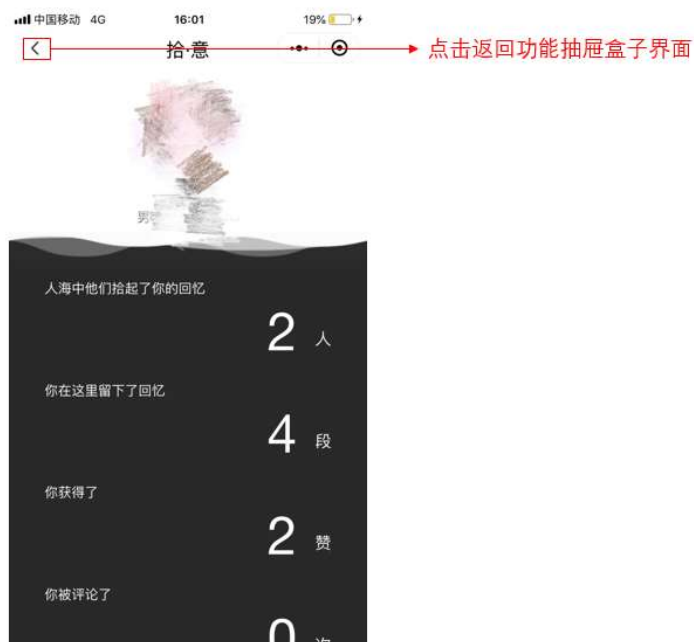 中国移动 4G 16:01 19%
拾·意
点击返回功能抽屉盒子界面
男
人海中他们拾起了你的回忆
2 人
你在这里留下了回忆
4 段
你获得了
2 赞
你被评论了
0 次